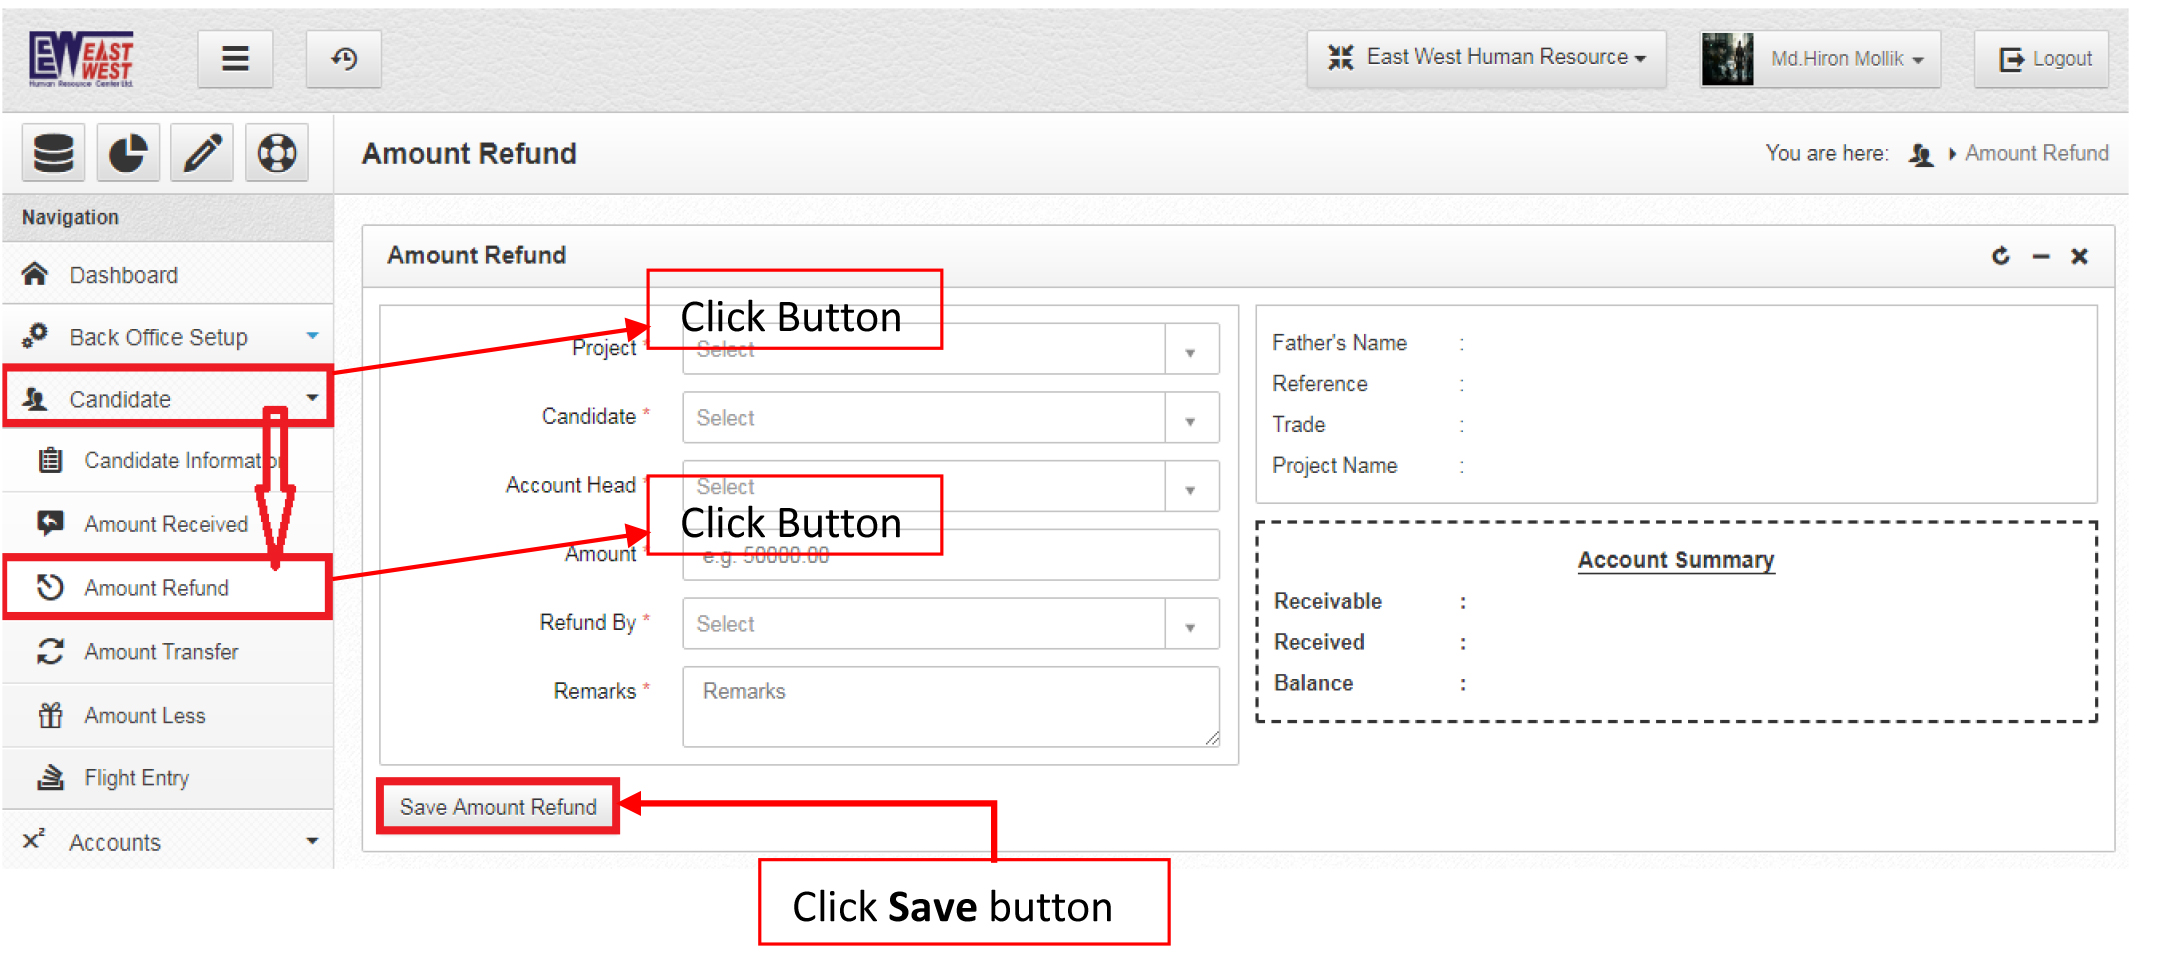 EW EAST
WEST
Human Resource Center Ltd.
East West Human Resource
Md.Hiron Mollik
Logout
Amount Refund
You are here:
Amount Refund
Navigation
Dashboard
Back Office Setup
Candidate
Candidate Information
Amount Received
Amount Refund
Amount Transfer
Amount Less
Flight Entry
x² Accounts
Amount Refund
Click Button
Project * Select
Candidate * Select
Account Head * Select
Click Button
Amount * e.g. 50000.00
Refund By * Select
Remarks * Remarks
Save Amount Refund
Father's Name :
Reference :
Trade :
Project Name :
Account Summary
Receivable :
Received :
Balance :
Click Save button